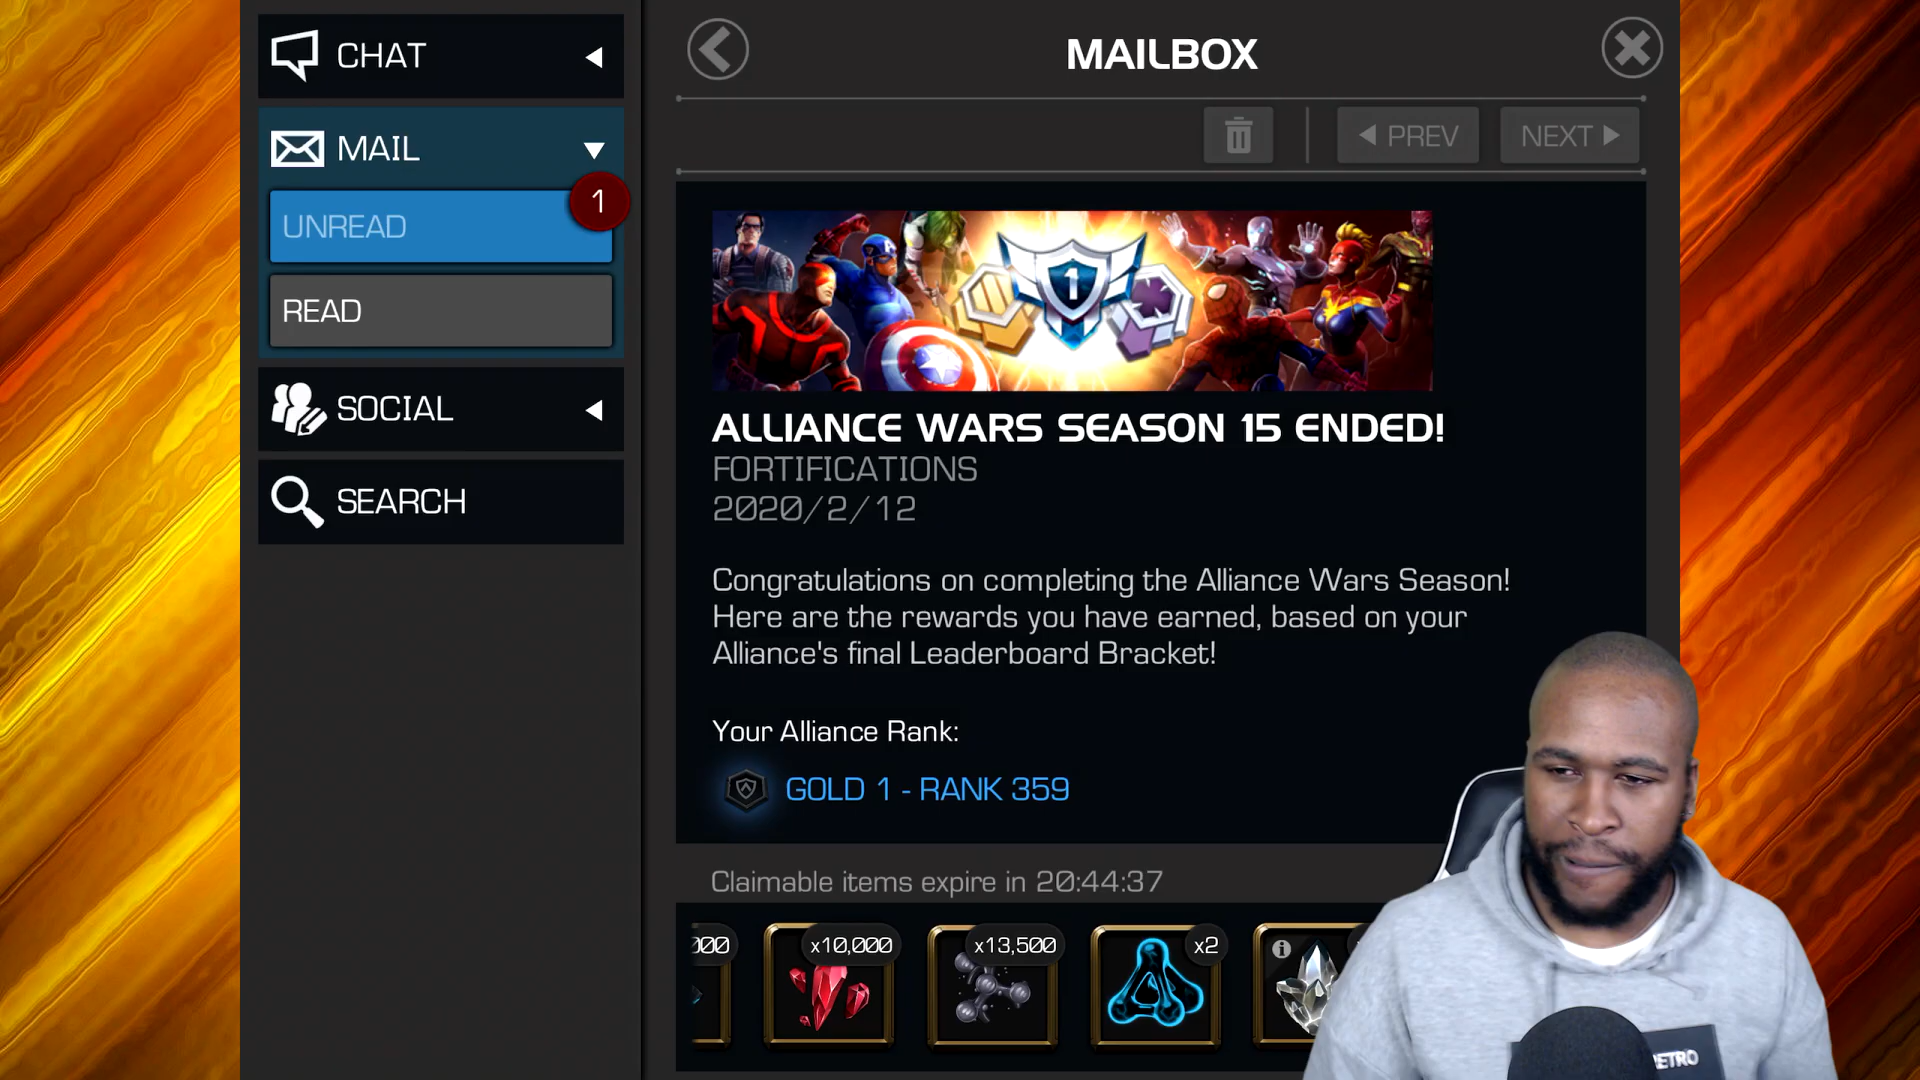 CHAT
MAIL
1
UNREAD
READ
SOCIAL
SEARCH
MAILBOX
PREV
NEXT
1
ALLIANCE WARS SEASON 15 ENDED!
FORTIFICATIONS
2020/2/12
Congratulations on completing the Alliance Wars Season!
Here are the rewards you have earned, based on your
Alliance's final Leaderboard Bracket!
Your Alliance Rank:
GOLD 1 - RANK 359
Claimable items expire in 20:44:37
x10,000
x13,500
x2
i
RETRO